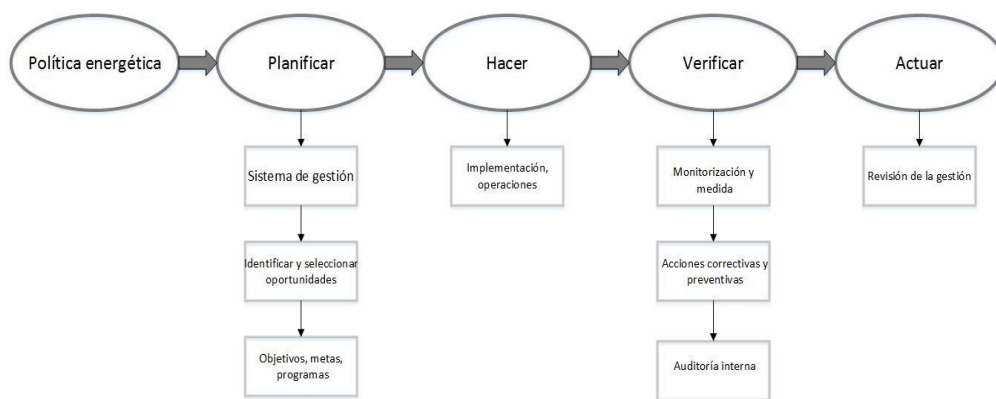 Política energética
Planificar
Hacer
Verificar
Actuar
Sistema de gestión
Implementación,
operaciones
Monitorización y
medida
Revisión de la gestión
Identificar y seleccionar
oportunidades
Acciones correctivas y
preventivas
Objetivos, metas,
programas
Auditoría interna